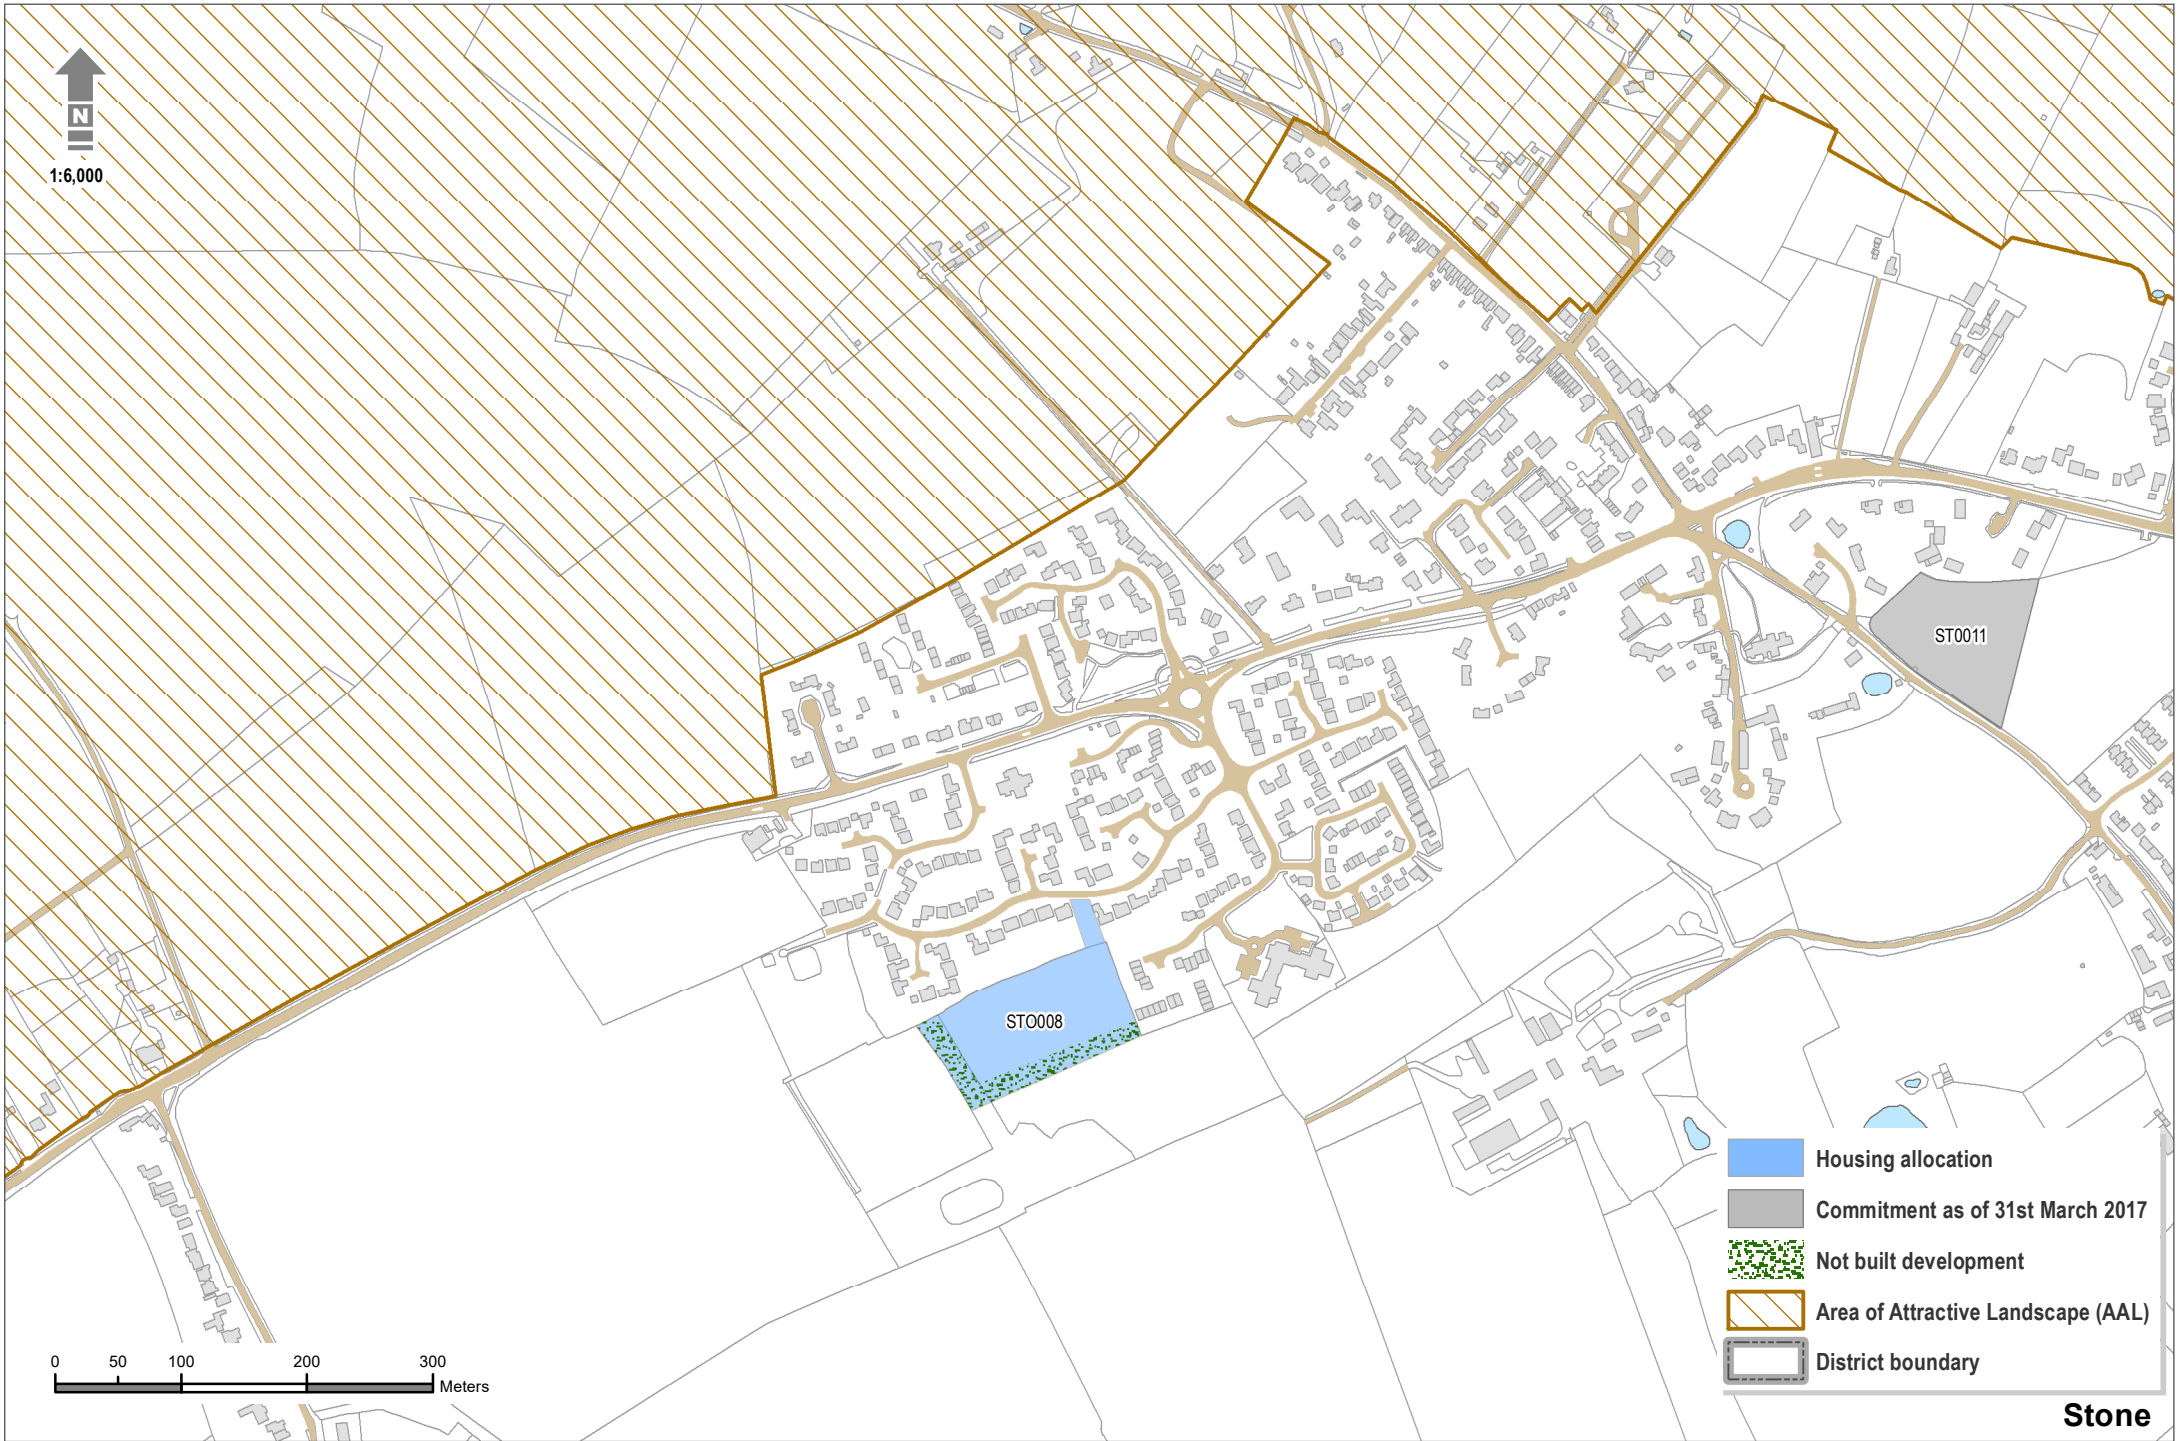 N
1:6,000
ST0011
STO008
Housing allocation
Commitment as of 31st March 2017
Not built development
Area of Attractive Landscape (AAL)
District boundary
0 50 100 200 300
Meters
Stone